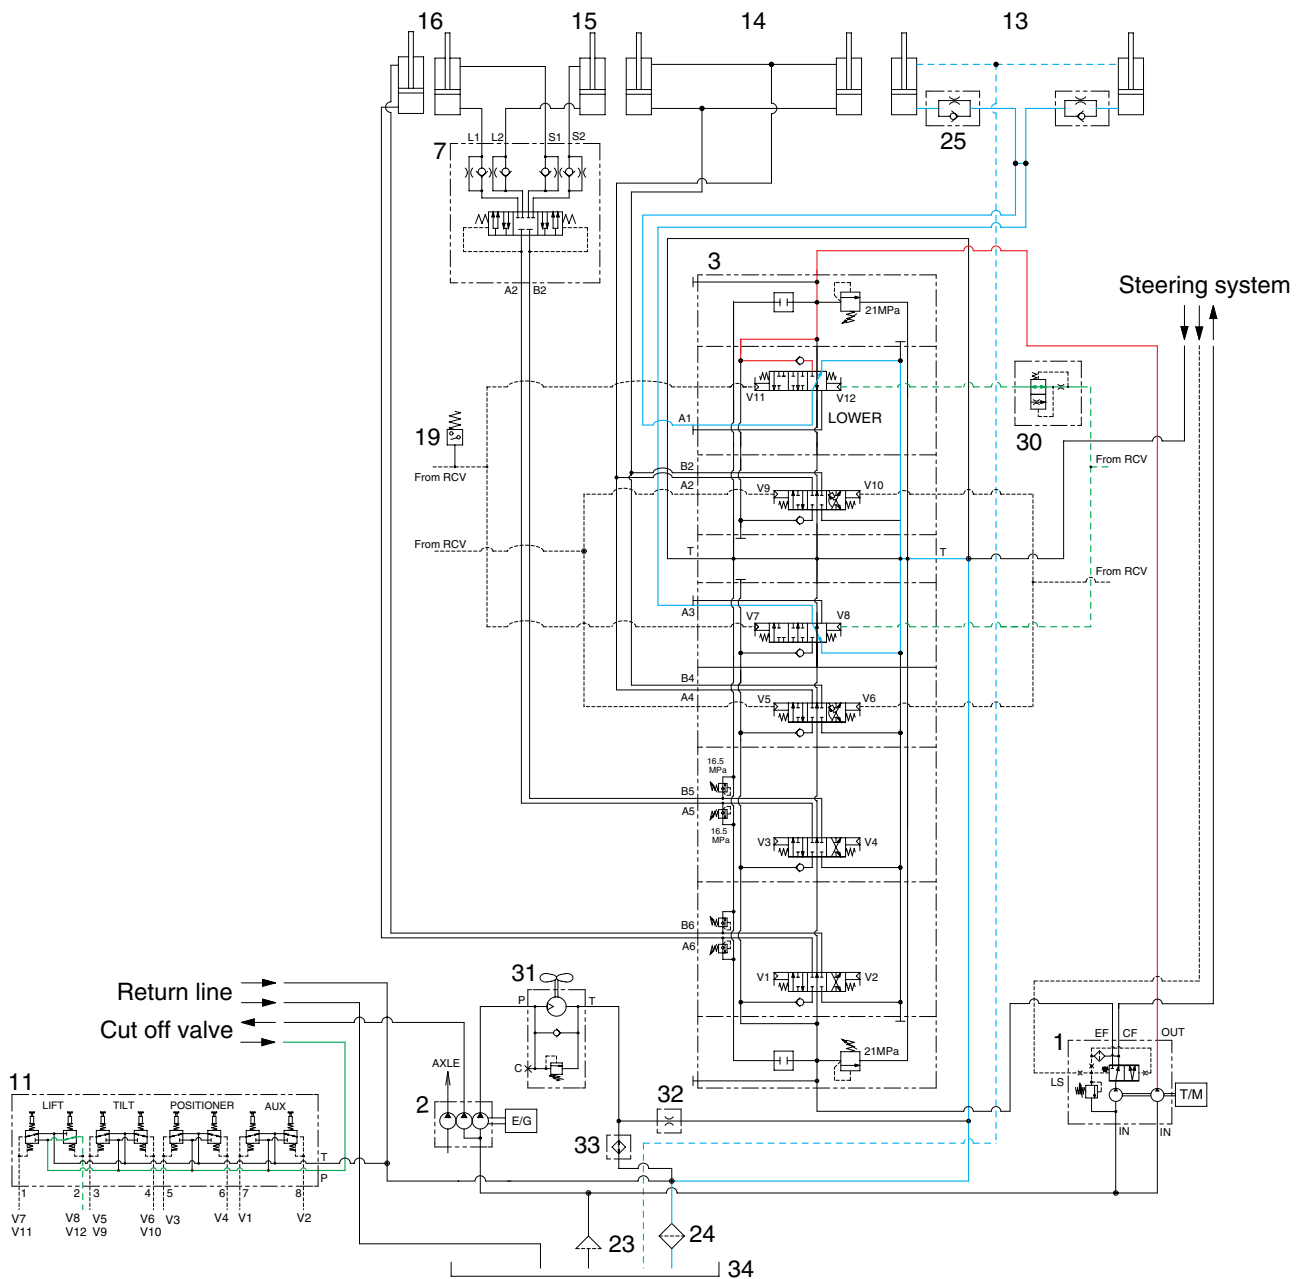 16 15 14 13
25
L1 L2 S1 S2
7
A2 B2
3
21MPa
Steering system
V11 V12
LOWER
A1
19
30
From RCV
From RCV
B2
A2
V9 V10
From RCV
T T
From RCV
A3
V7 V8
B4
A4
V5 V6
16.5
MPa
B5
A5
16.5
MPa
V3 V4
B6
A6
V1 V2
21MPa
31
P T
C
Return line
Cut off valve
AXLE
2
E/G
32
33
EF CF OUT
1
LS
T/M
IN IN
11
LIFT TILT POSITIONER AUX
T
P
1 2 3 4 5 6 7 8
V7 V8 V5 V6 V3 V4 V1 V2
V11 V12 V9 V10
23 24
34